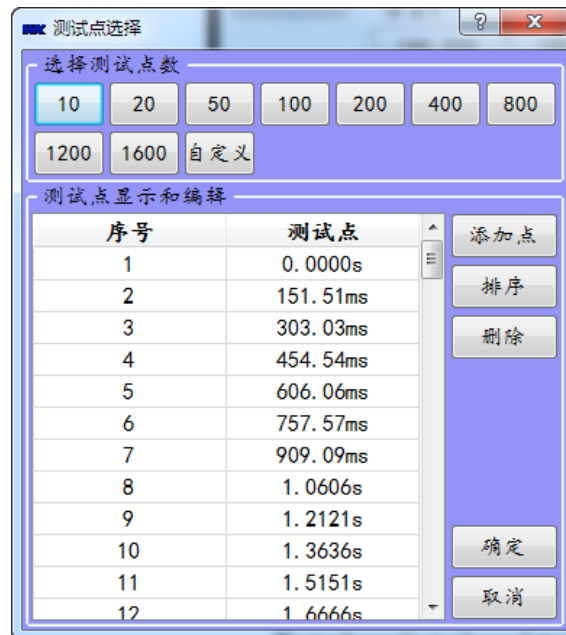 测试点选择
选择测试点数
10 20 50 100 200 400 800
1200 1600 自定义
测试点显示和编辑
序号 测试点
1 0.0000s
2 151.51ms
3 303.03ms
4 454.54ms
5 606.06ms
6 757.57ms
7 909.09ms
8 1.0606s
9 1.2121s
10 1.3636s
11 1.5151s
12 1.6666s
添加点
排序
删除
确定
取消